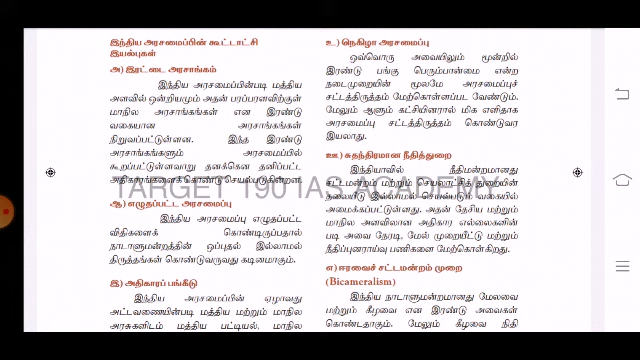 இந்திய அரசமைப்பின் கூட்டாட்சி
இயல்புகள்
அ) இரட்டை அரசாங்கம்
இந்திய அரசமைப்பின்படி மத்திய
அளவில் ஒன்றியமும் அதன் பரப்பரளவிற்குள்
மாநில அரசாங்கங்கள் என இரண்டு
வகையான அரசாங்கங்கள்
நிறுவப்பட்டுள்ளன. இந்த இரண்டு
அரசாங்கங்களும் அரசமைப்பில்
கூறப்பட்டுள்ளவாறு தனக்கென தனிப்பட்ட
அதிகாரங்களைக் கொண்டு செயல்படுகின்றன.
ஆ) எழுதப்பட்ட அரசமைப்பு
இந்திய அரசமைப்பு எழுதப்பட்ட
விதிகளைக் கொண்டிருப்பதால்
நாடாளுமன்றத்தின் ஒப்புதல் இல்லாமல்
திருத்தங்கள் கொண்டுவருவது கடினமாகும்.
இ) அதிகாரப் பங்கீடு
இந்திய அரசமைப்பின் ஏழாவது
அட்டவணையின்படி மத்திய மற்றும் மாநில
அரசுகளிடம் மத்திய பட்டியல், மாநில
உ) நெகிழா அரசமைப்பு
ஒவ்வொரு அவையிலும் மூன்றில்
இரண்டு பங்கு பெரும்பான்மை என்ற
நடைமுறையின் மூலமே அரசமைப்புச்
சட்டத்திருத்தம் மேற்கொள்ளப்பட வேண்டும்.
மேலும் ஆளும் கட்சியினரால் மிக எளிதாக
அரசமைப்பு சட்டத்திருத்தம் கொண்டுவர
இயலாது.
ஊ) சுதந்திரமான நீதித்துறை
இந்தியாவில் நீதிமன்றமானது
சட்டமன்றம் மற்றும் செயலாட்சித் துறையின்
தலையீடு இல்லாமல் செயல்படும் வகையில்
அமைக்கப்பட்டுள்ளது. அதன் தேசிய மற்றும்
மாநில அளவிலான அதிகார எல்லைகளின்
படி அவை நேரடி, மேல் முறையீட்டு மற்றும்
நீதிப்புனராய்வு பணிகளை மேற்கொள்கிறது.
எ) ஈரவைச் சட்டமன்றம் முறை
(Bicameralism)
இந்திய நாடாளுமன்றமானது மேலவை
மற்றும் கீழவை என இரண்டு அவைகள்
கொண்டதாகும். மேலும் கீழவை நிதி
TARGET 190 IAS ACADEMY